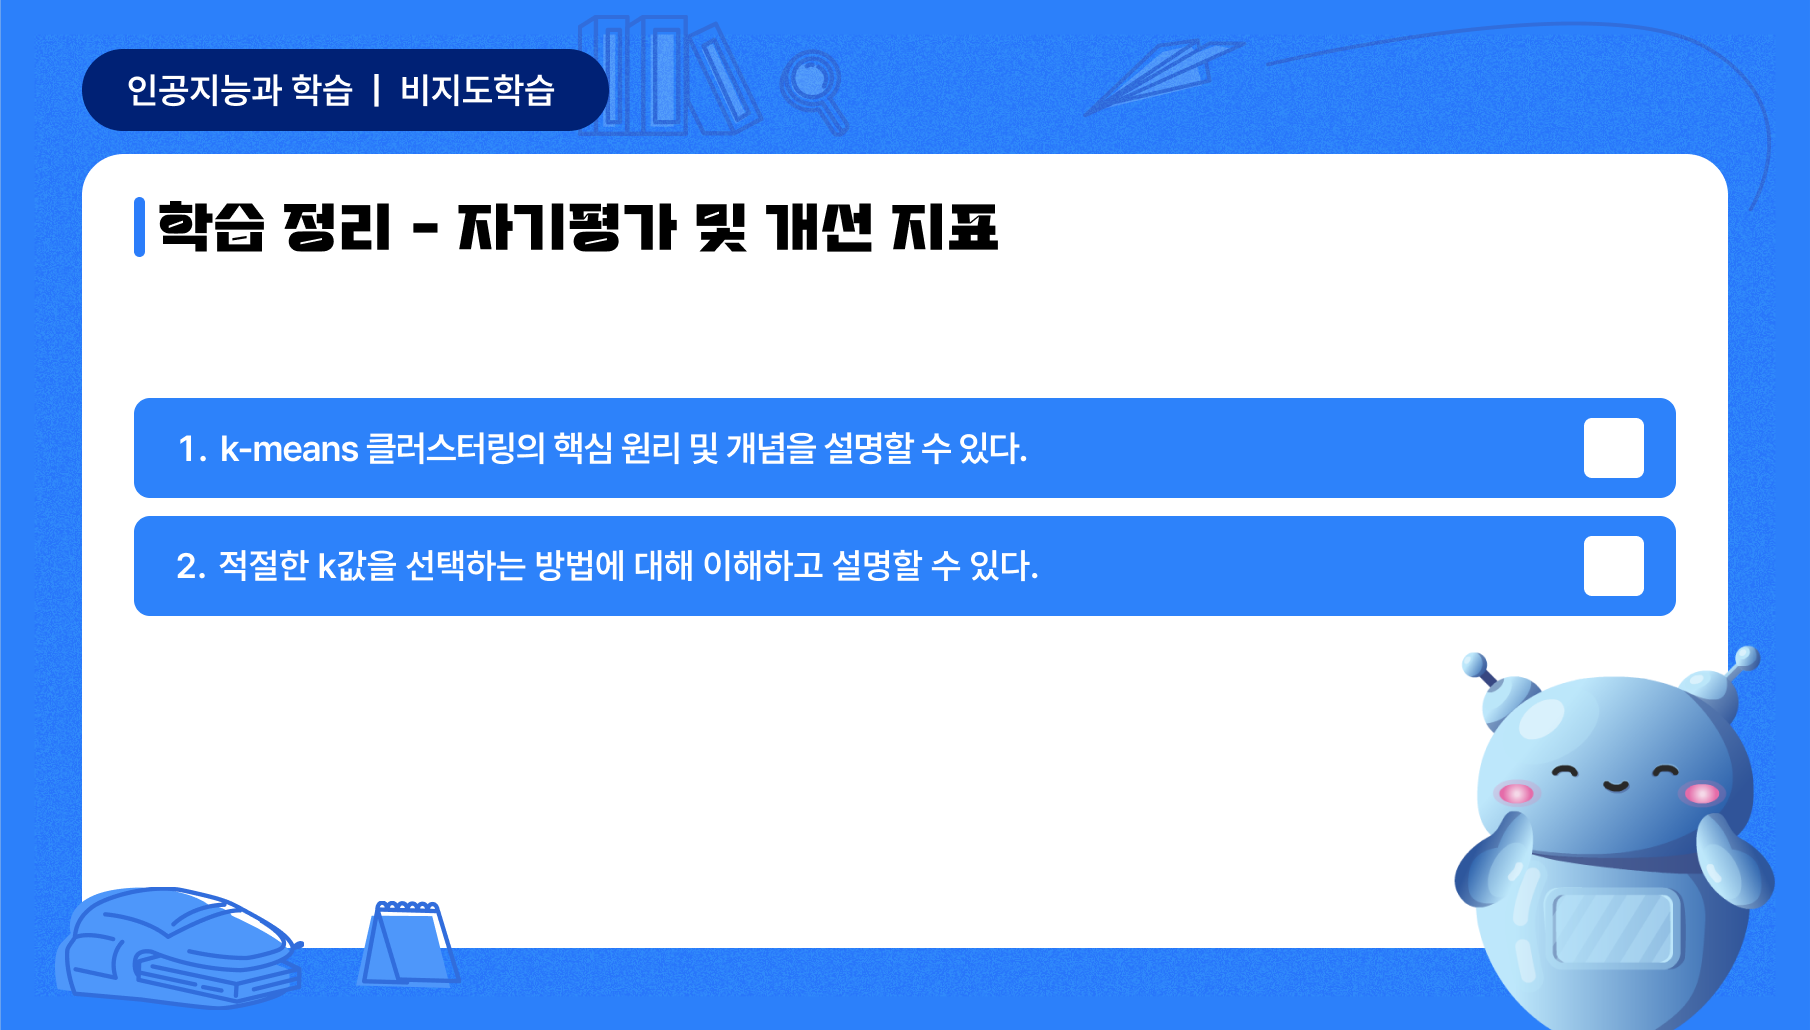 인공지능과 학습 | 비지도학습
학습 정리 - 자기평가 및 개선 지표
1. k-means 클러스터링의 핵심 원리 및 개념을 설명할 수 있다.
2. 적절한 k값을 선택하는 방법에 대해 이해하고 설명할 수 있다.